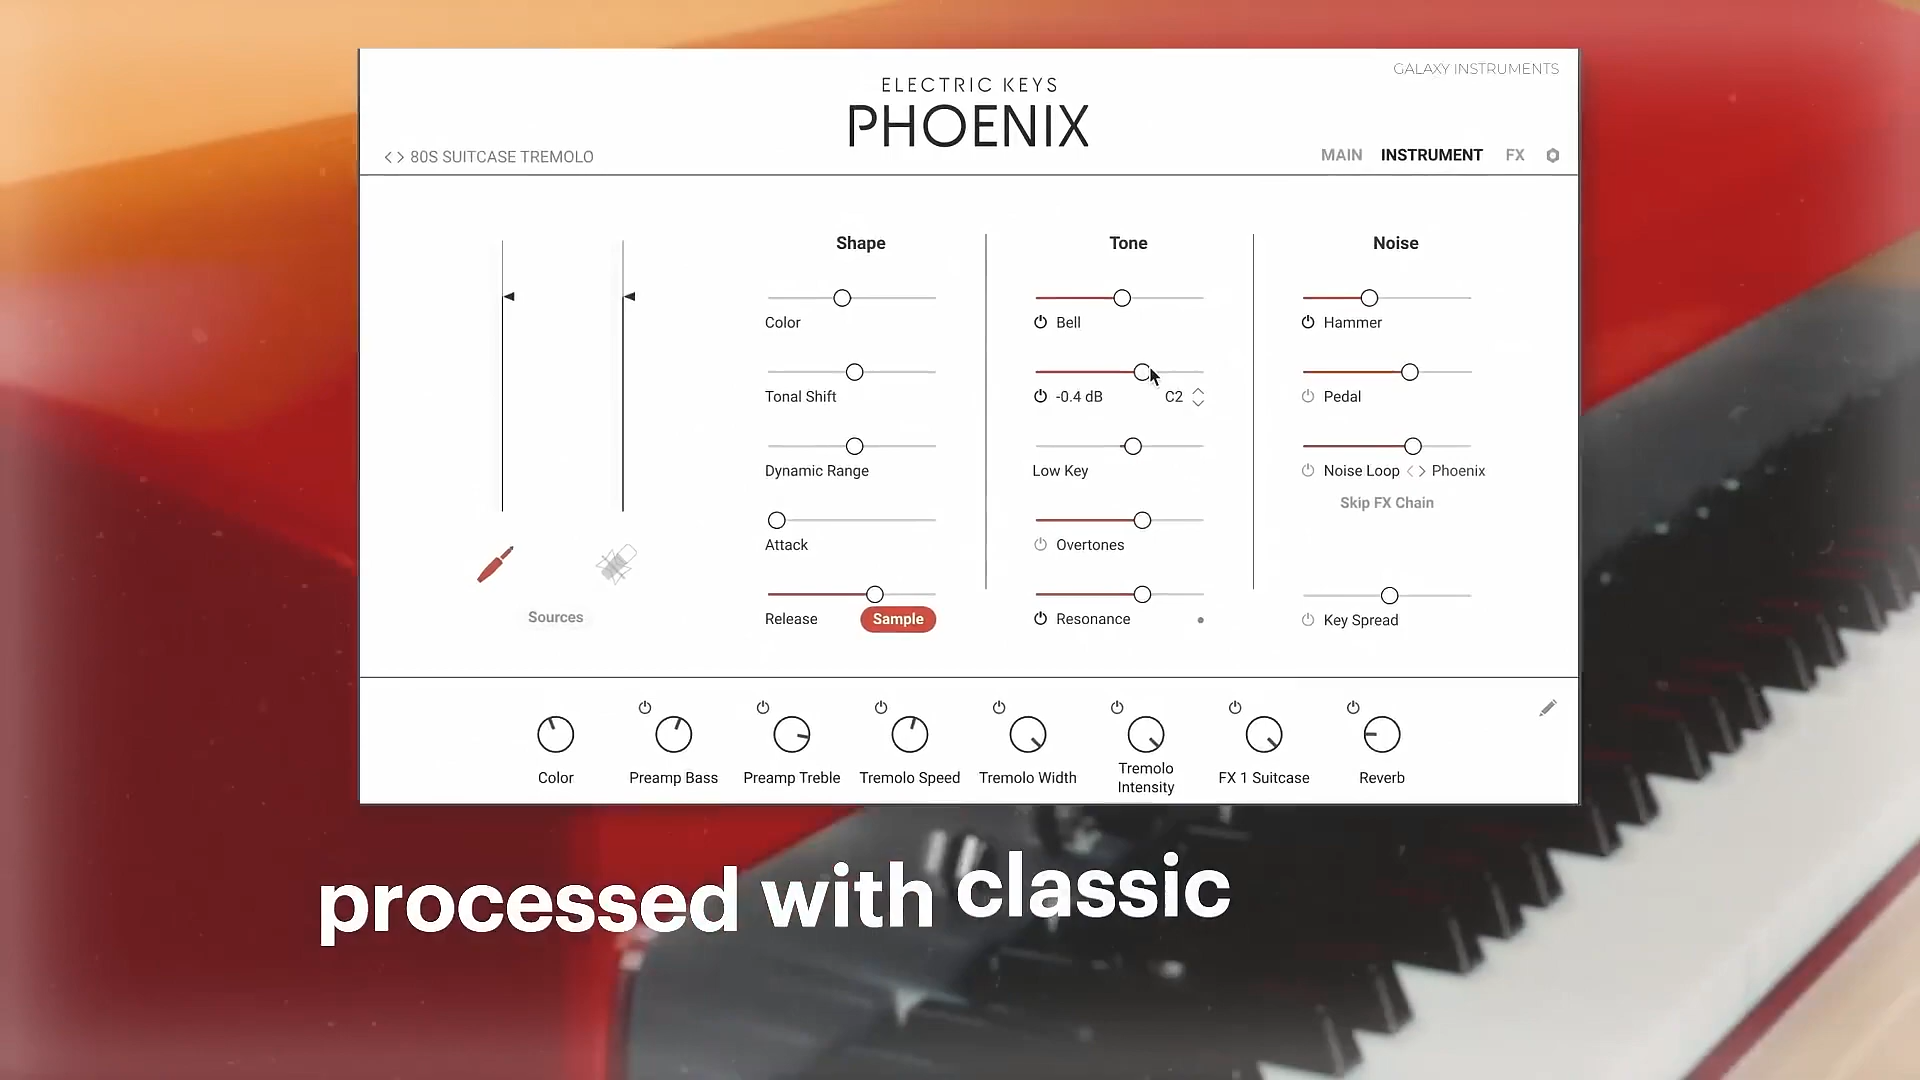 GALAXY INSTRUMENTS
ELECTRIC KEYS
PHOENIX
80S SUITCASE TREMOLO
MAIN INSTRUMENT FX
Shape
Color
Tonal Shift
Dynamic Range
Attack
Release Sample
Tone
Bell
-0.4 dB C2
Low Key
Overtones
Resonance
Noise
Hammer
Pedal
Noise Loop Phoenix
Skip FX Chain
Key Spread
Sources
Color
Preamp Bass
Preamp Treble
Tremolo Speed
Tremolo Width
Tremolo
Intensity
FX 1 Suitcase
Reverb
processed with classic